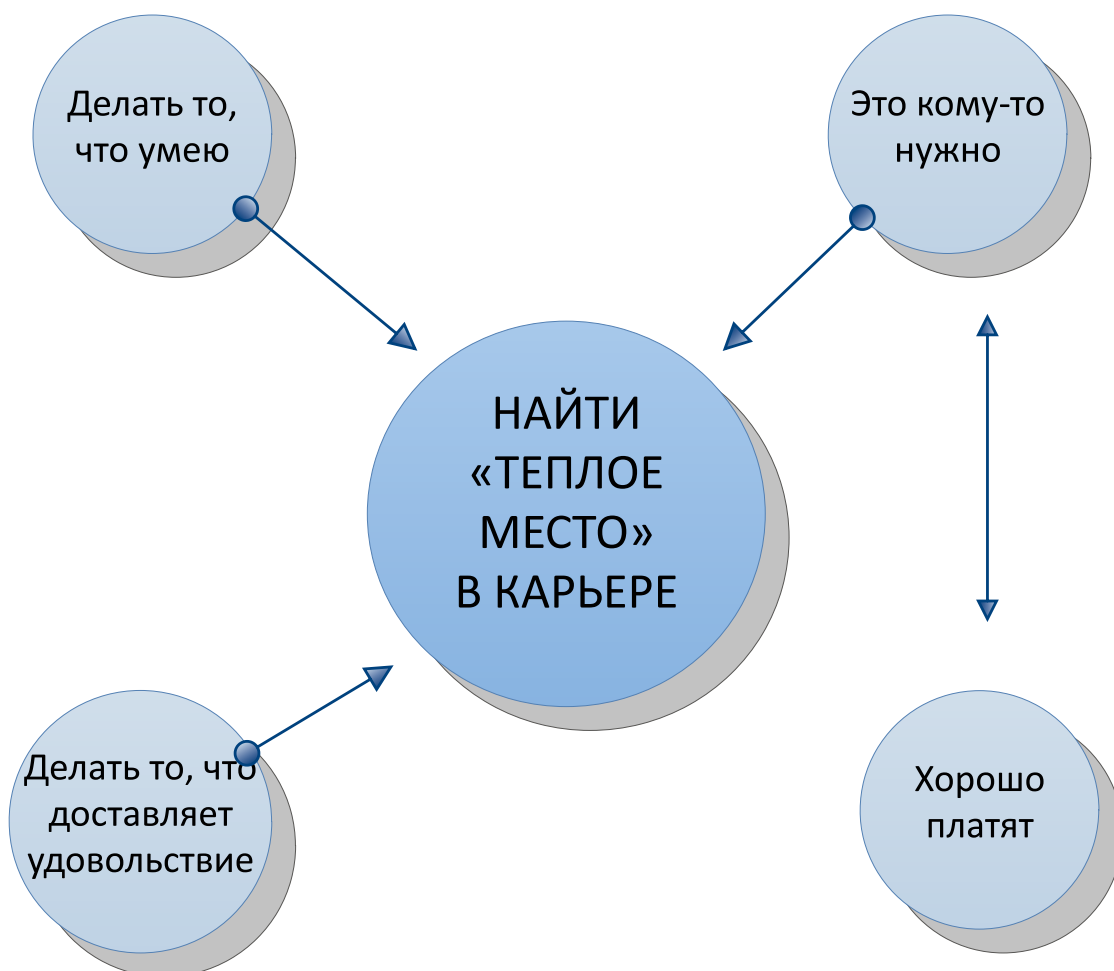 Делать то,
что умею
Это кому-то
нужно
НАЙТИ
«ТЕПЛОЕ
МЕСТО»
В КАРЬЕРЕ
Делать то, что
доставляет
удовольствие
Хорошо
платят